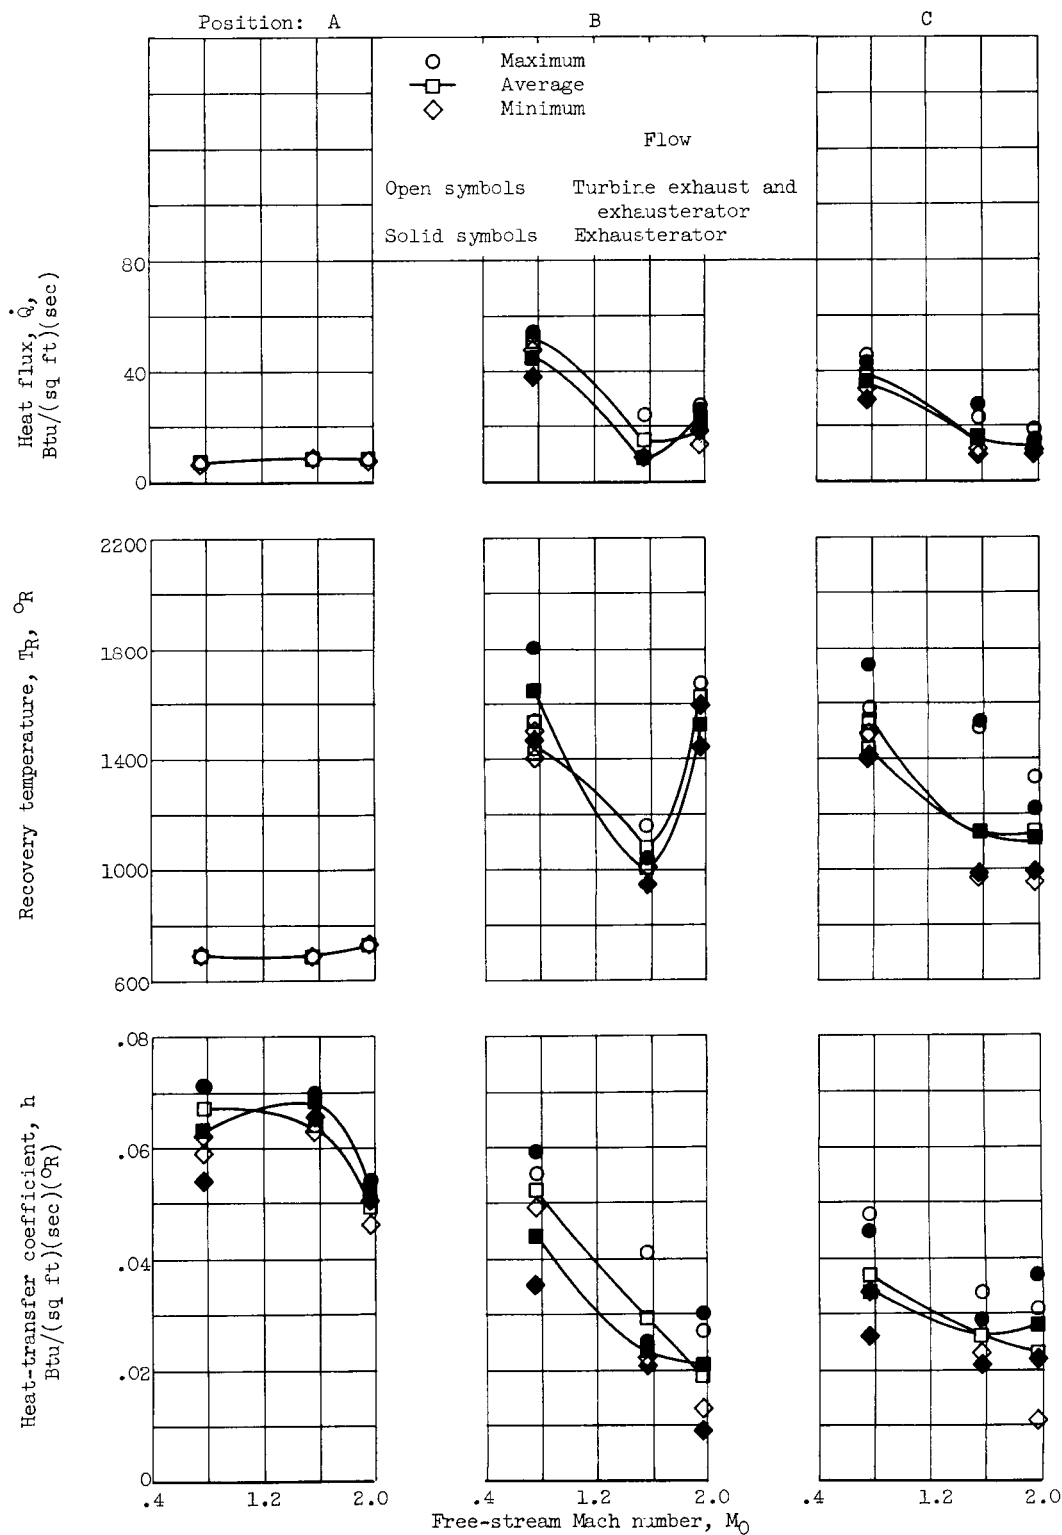 Position: A B C
Maximum
Average
Minimum
Flow
Open symbols Turbine exhaust and
exhausterator
Solid symbols Exhausterator
Heat flux, Q̇,
Btu/(sq ft)(sec)
80
40
0
Recovery temperature, TR, °R
2200
1800
1400
1000
600
Heat-transfer coefficient, h
Btu/(sq ft)(sec)(°R)
.08
.06
.04
.02
0
.4 1.2 2.0 .4 1.2 2.0 .4 1.2 2.0
Free-stream Mach number, M0